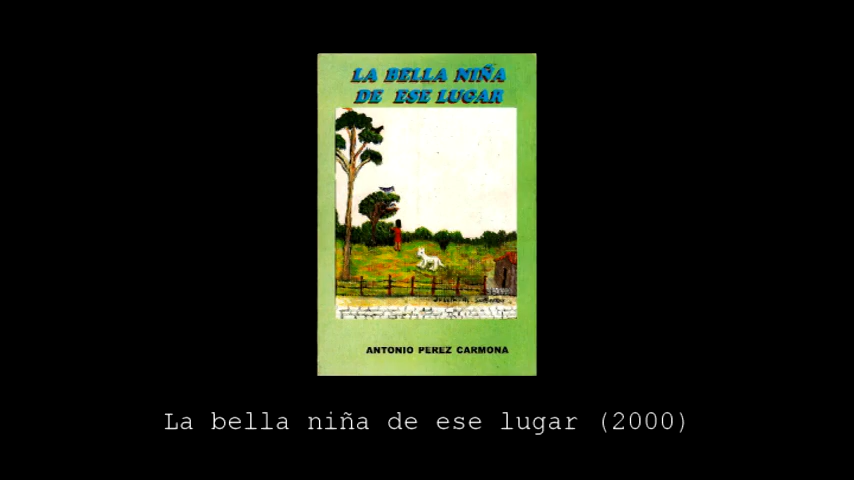 LA BELLA NIÑA
DE ESE LUGAR
ANTONIO PEREZ CARMONA
La bella niña de ese lugar (2000)